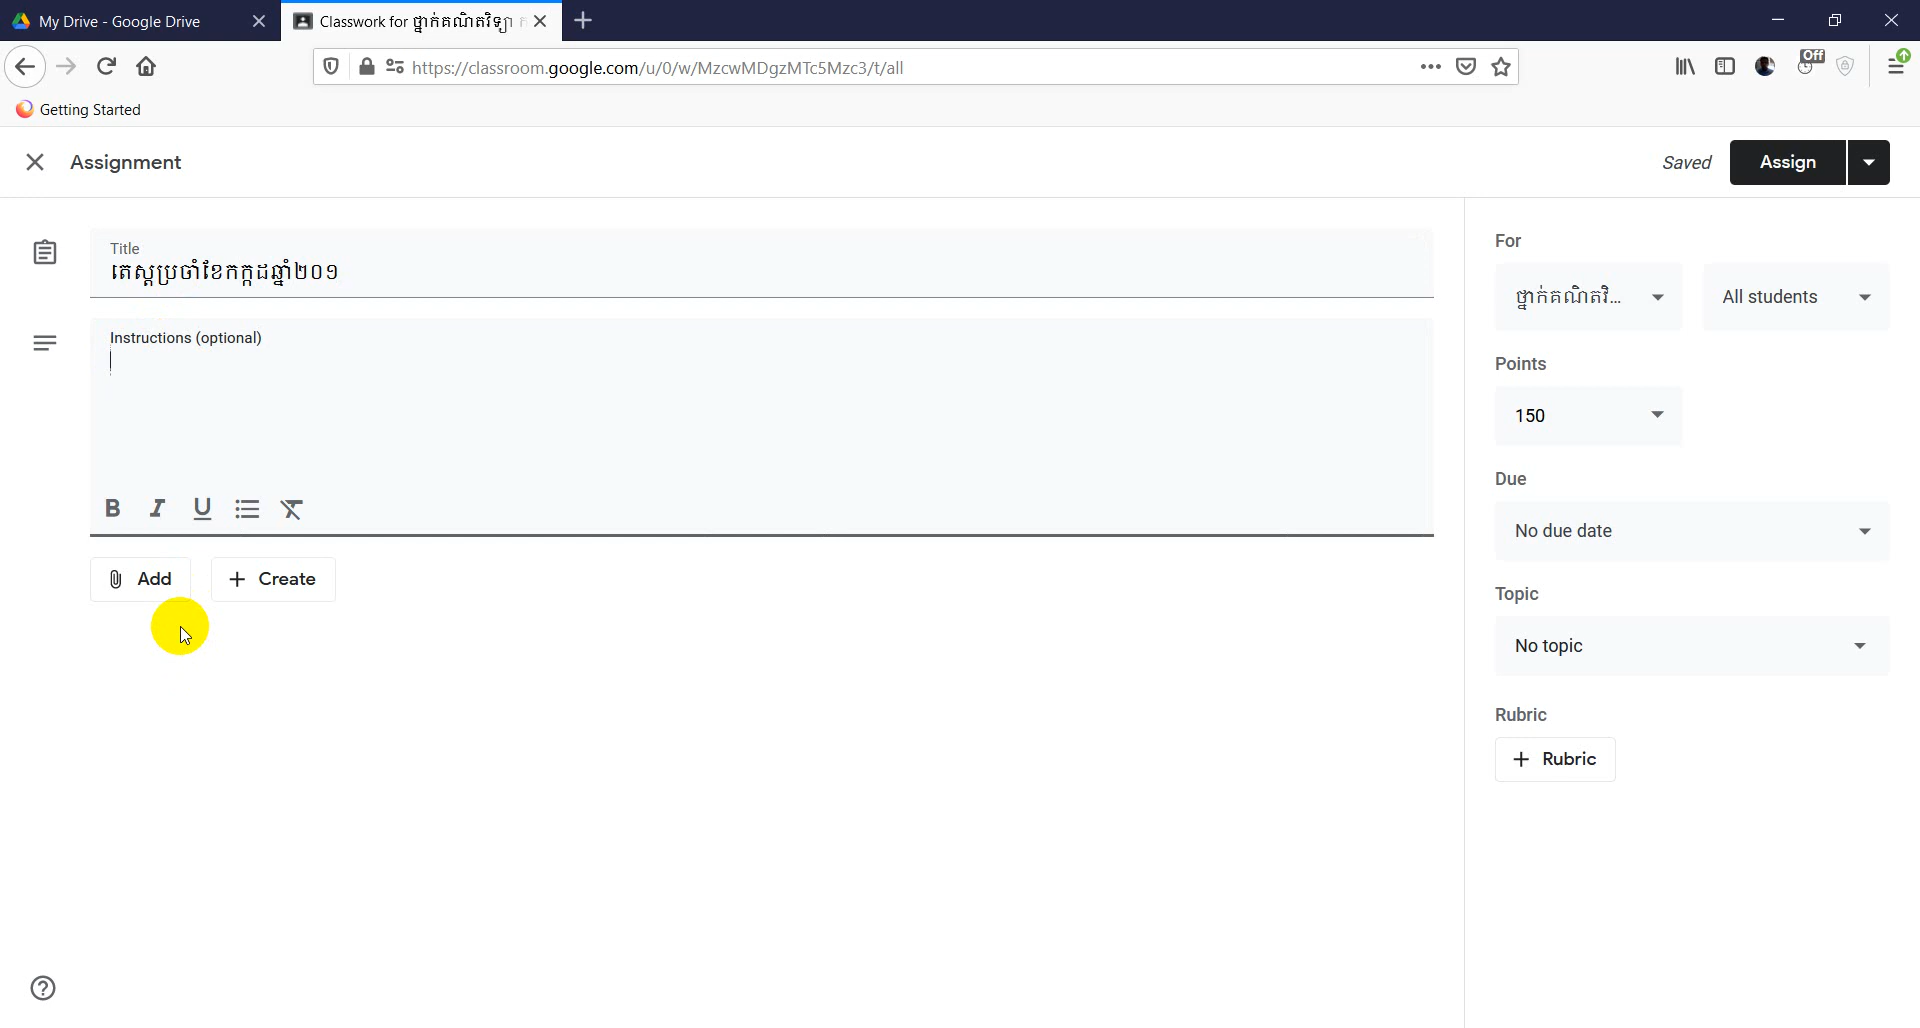 My Drive - Google Drive
Classwork for ថ្នាក់គណិតវិទ្យា
https://classroom.google.com/u/0/w/MzcwMDgzMTc5Mzc3/t/all
Off
Getting Started
Assignment
Saved
Assign
Title
តេស្តប្រចាំខែកក្កដឆ្នាំ២០១
Instructions (optional)
B I U
Add
Create
For
ថ្នាក់គណិតវិ...
All students
Points
150
Due
No due date
Topic
No topic
Rubric
Rubric